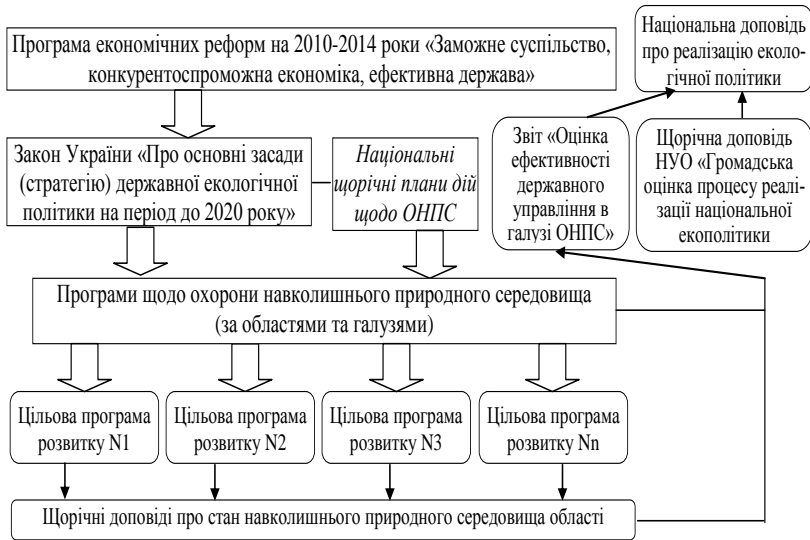 Програма економічних реформ на 2010-2014 роки «Заможне суспільство,
конкурентоспроможна економіка, ефективна держава»
Національна доповідь
про реалізацію еколо-
гічної політики
Закон України «Про основні засади
(стратегію) державної екологічної
політики на період до 2020 року»
Національні
щорічні плани дій
щодо ОНПС
Звіт «Оцінка
ефективності
державного
управління в
галузі ОНПС»
Щорічна доповідь
НУО «Громадська
оцінка процесу реалі-
зації національної
екополітики
Програми щодо охорони навколишнього природного середовища
(за областями та галузями)
Цільова програма
розвитку N1
Цільова програма
розвитку N2
Цільова програма
розвитку N3
Цільова програма
розвитку Nn
Щорічні доповіді про стан навколишнього природного середовища області